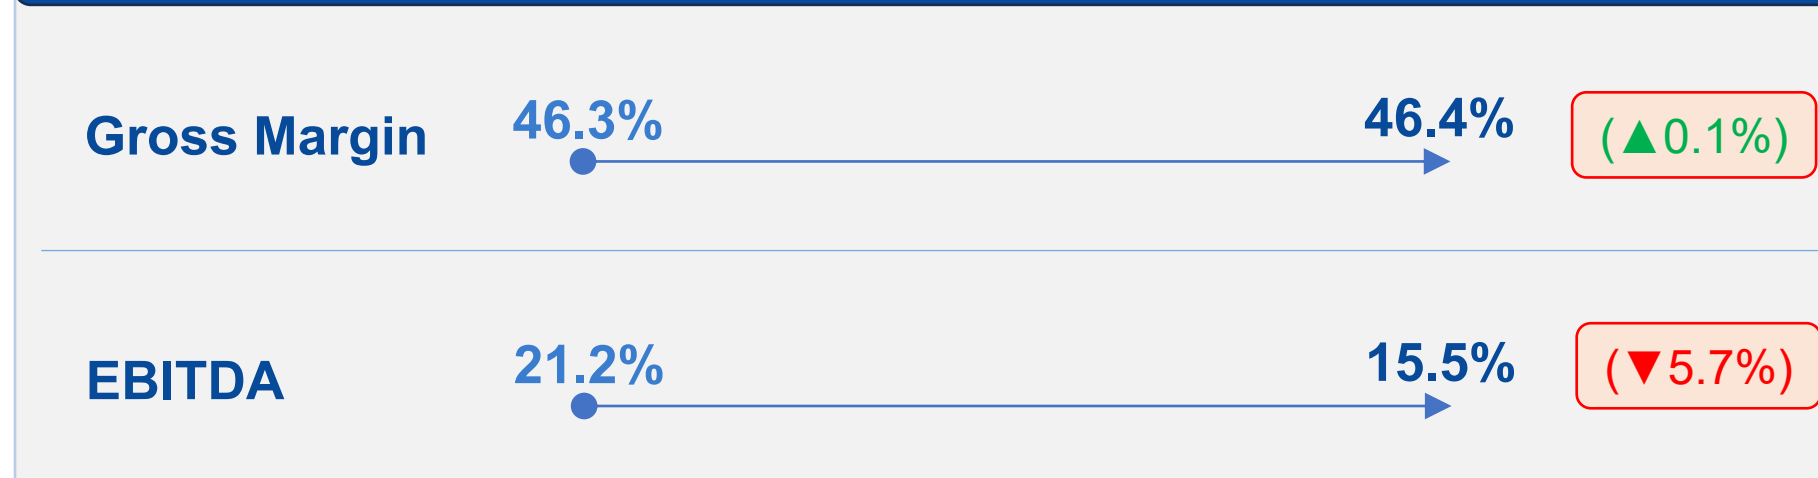 Gross Margin 46.3% 46.4% (▲0.1%)
EBITDA 21.2% 15.5% (▼5.7%)